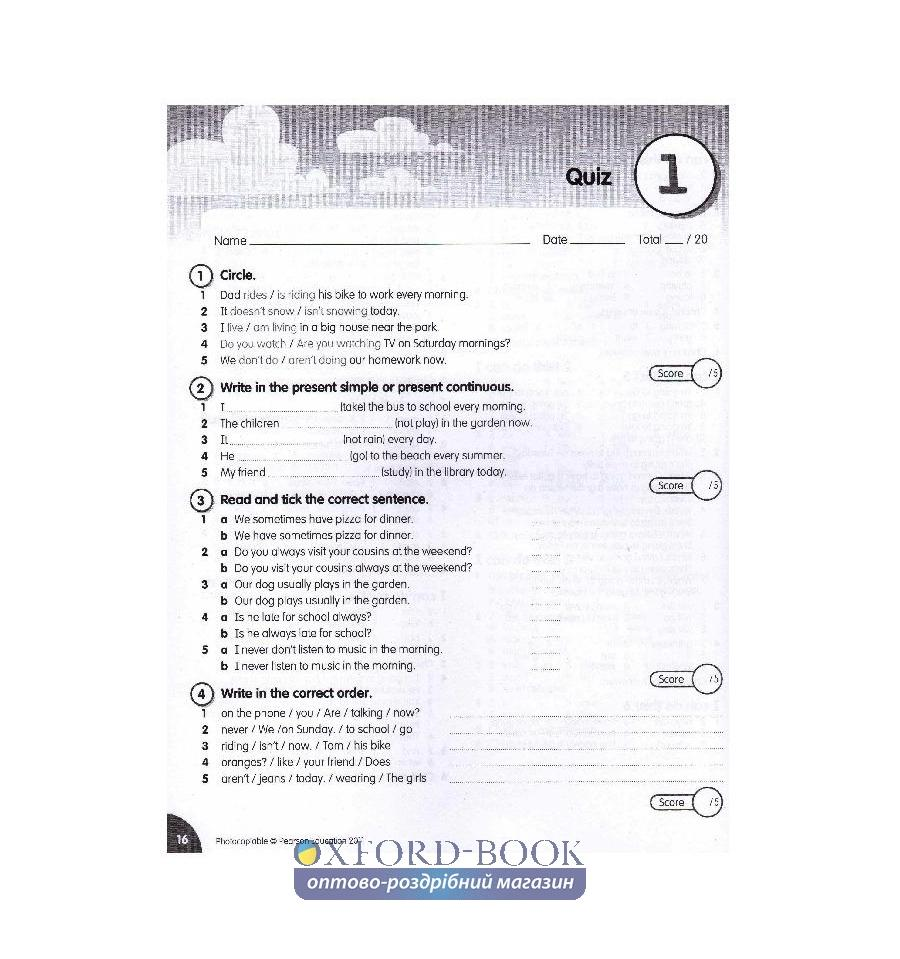 Quiz 1
Name Date Total / 20
1 Circle.
1 Dad rides / is riding his bike to work every morning.
2 It doesn't snow / isn't snowing today.
3 I live / am living in a big house near the park.
4 Do you watch / Are you watching TV on Saturday mornings?
5 We don't do / aren't doing our homework now.
Score /5
2 Write in the present simple or present continuous.
1 I (take) the bus to school every morning.
2 The children (not play) in the garden now.
3 It (not rain) every day.
4 He (go) to the beach every summer.
5 My friend (study) in the library today.
Score /5
3 Read and tick the correct sentence.
1 a We sometimes have pizza for dinner.
b We have sometimes pizza for dinner.
2 a Do you always visit your cousins at the weekend?
b Do you visit your cousins always at the weekend?
3 a Our dog usually plays in the garden.
b Our dog plays usually in the garden.
4 a Is he late for school always?
b Is he always late for school?
5 a I never don't listen to music in the morning.
b I never listen to music in the morning.
Score /5
4 Write in the correct order.
1 on the phone / you / Are / talking / now?
2 never / We /on Sunday. / to school / go
3 riding / isn't / now. / Tom / his bike
4 oranges? / like / your friend / Does
5 aren't / jeans / today. / wearing / The girls
Score /5
16 Photocopiable © Pearson Education
OXFORD-BOOK
оптово-роздрібний магазин